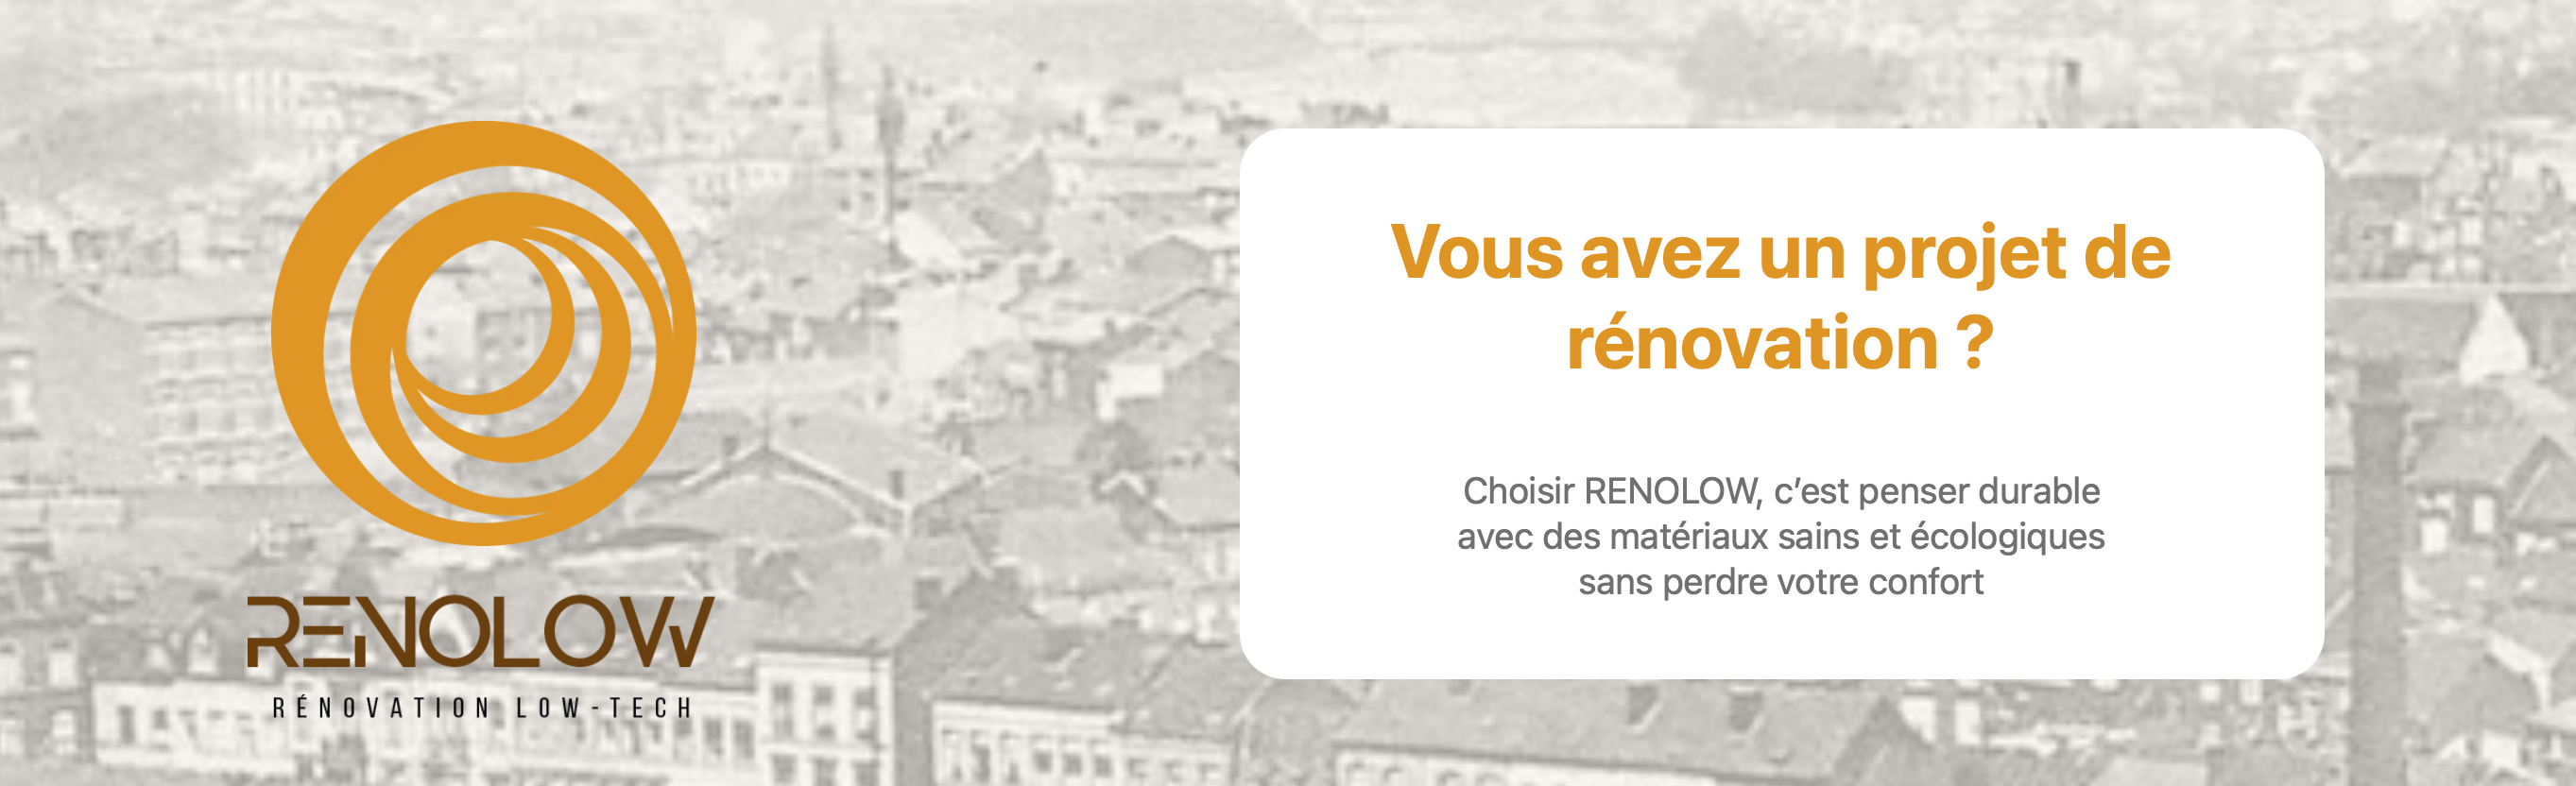 RENOLOW
RÉNOVATION LOW-TECH
Vous avez un projet de
rénovation ?
Choisir RENOLOW, c’est penser durable
avec des matériaux sains et écologiques
sans perdre votre confort